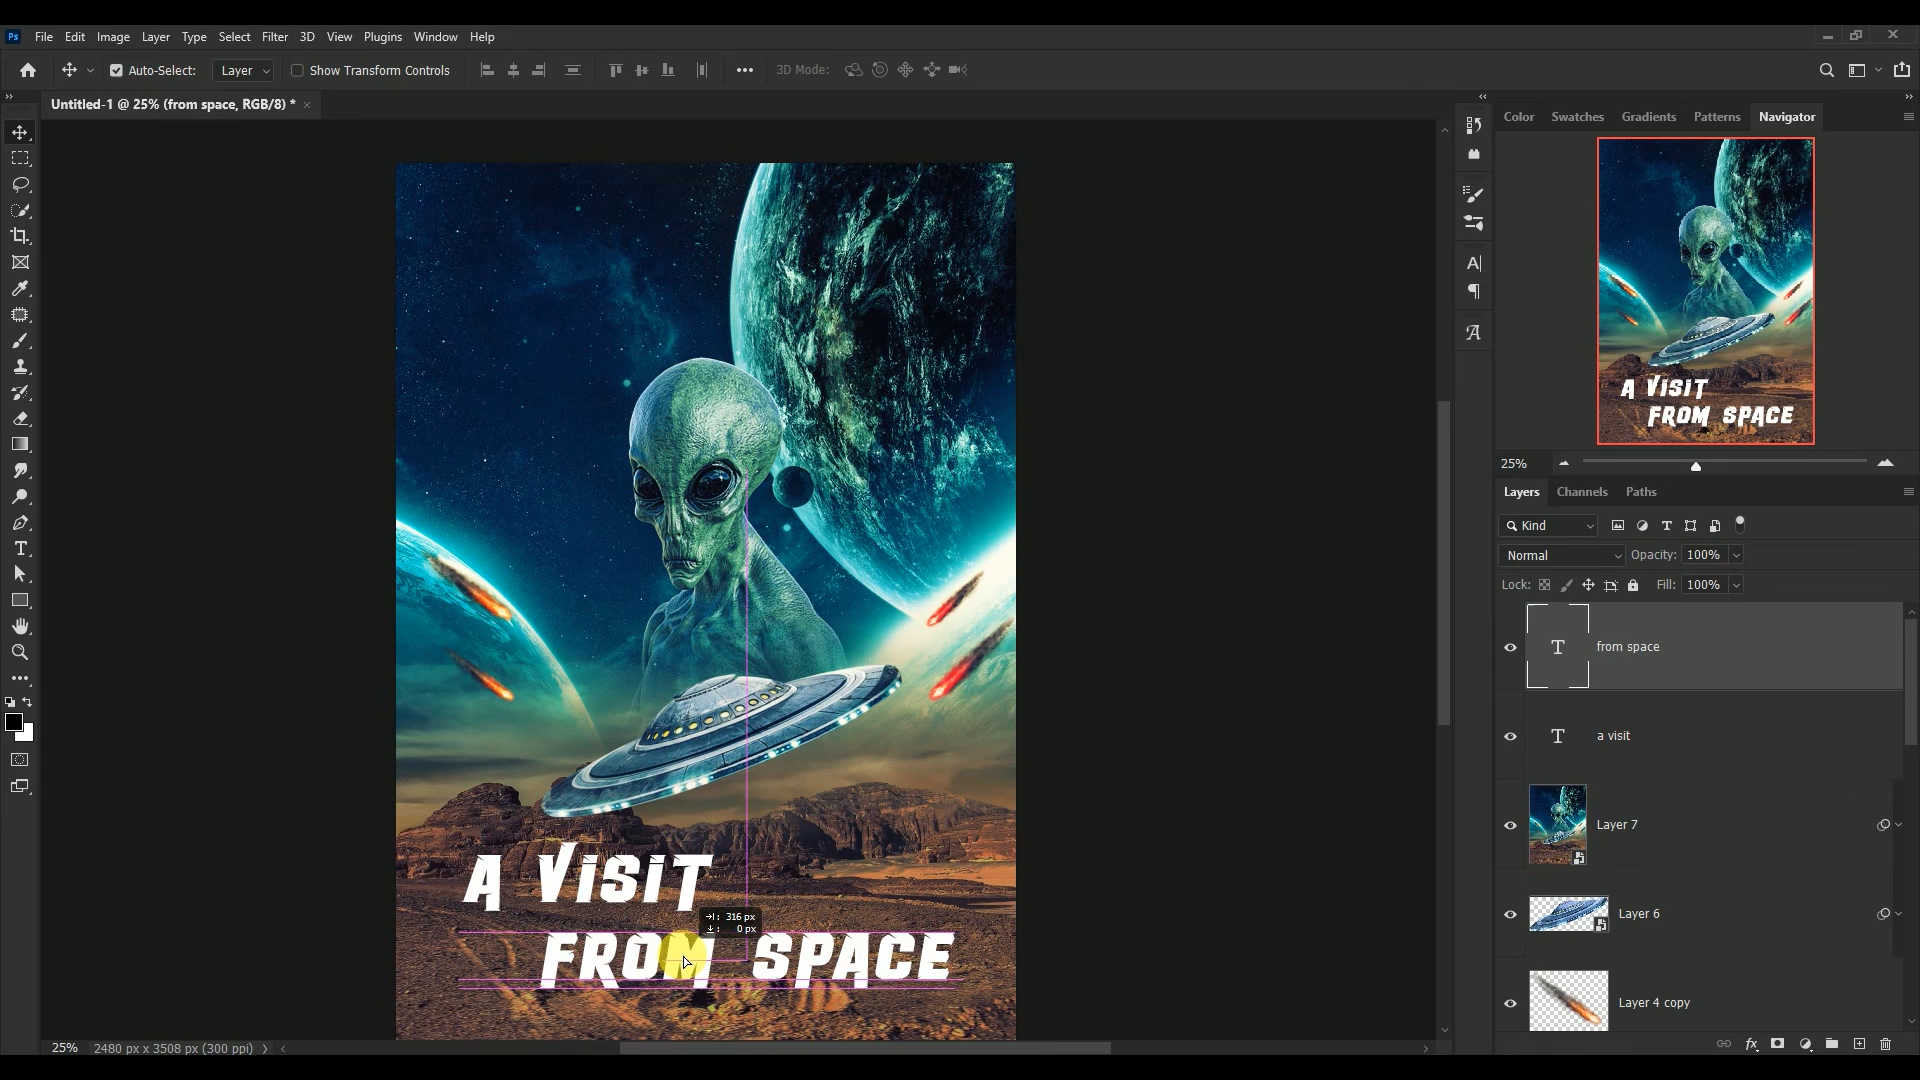 Ps File Edit Image Layer Type Select Filter 3D View Plugins Window Help
Auto-Select: Layer Show Transform Controls 3D Mode:
Untitled-1 @ 25% (from space, RGB/8) * ×
Color Swatches Gradients Patterns Navigator
A VISIT
FROM SPACE
25%
Layers Channels Paths
Kind
Normal Opacity: 100%
Lock: Fill: 100%
T from space
T a visit
Layer 7
Layer 6
Layer 4 copy
A VISIT
316 px
0 px
FROM SPACE
25% 2480 px x 3508 px (300 ppi)
fx